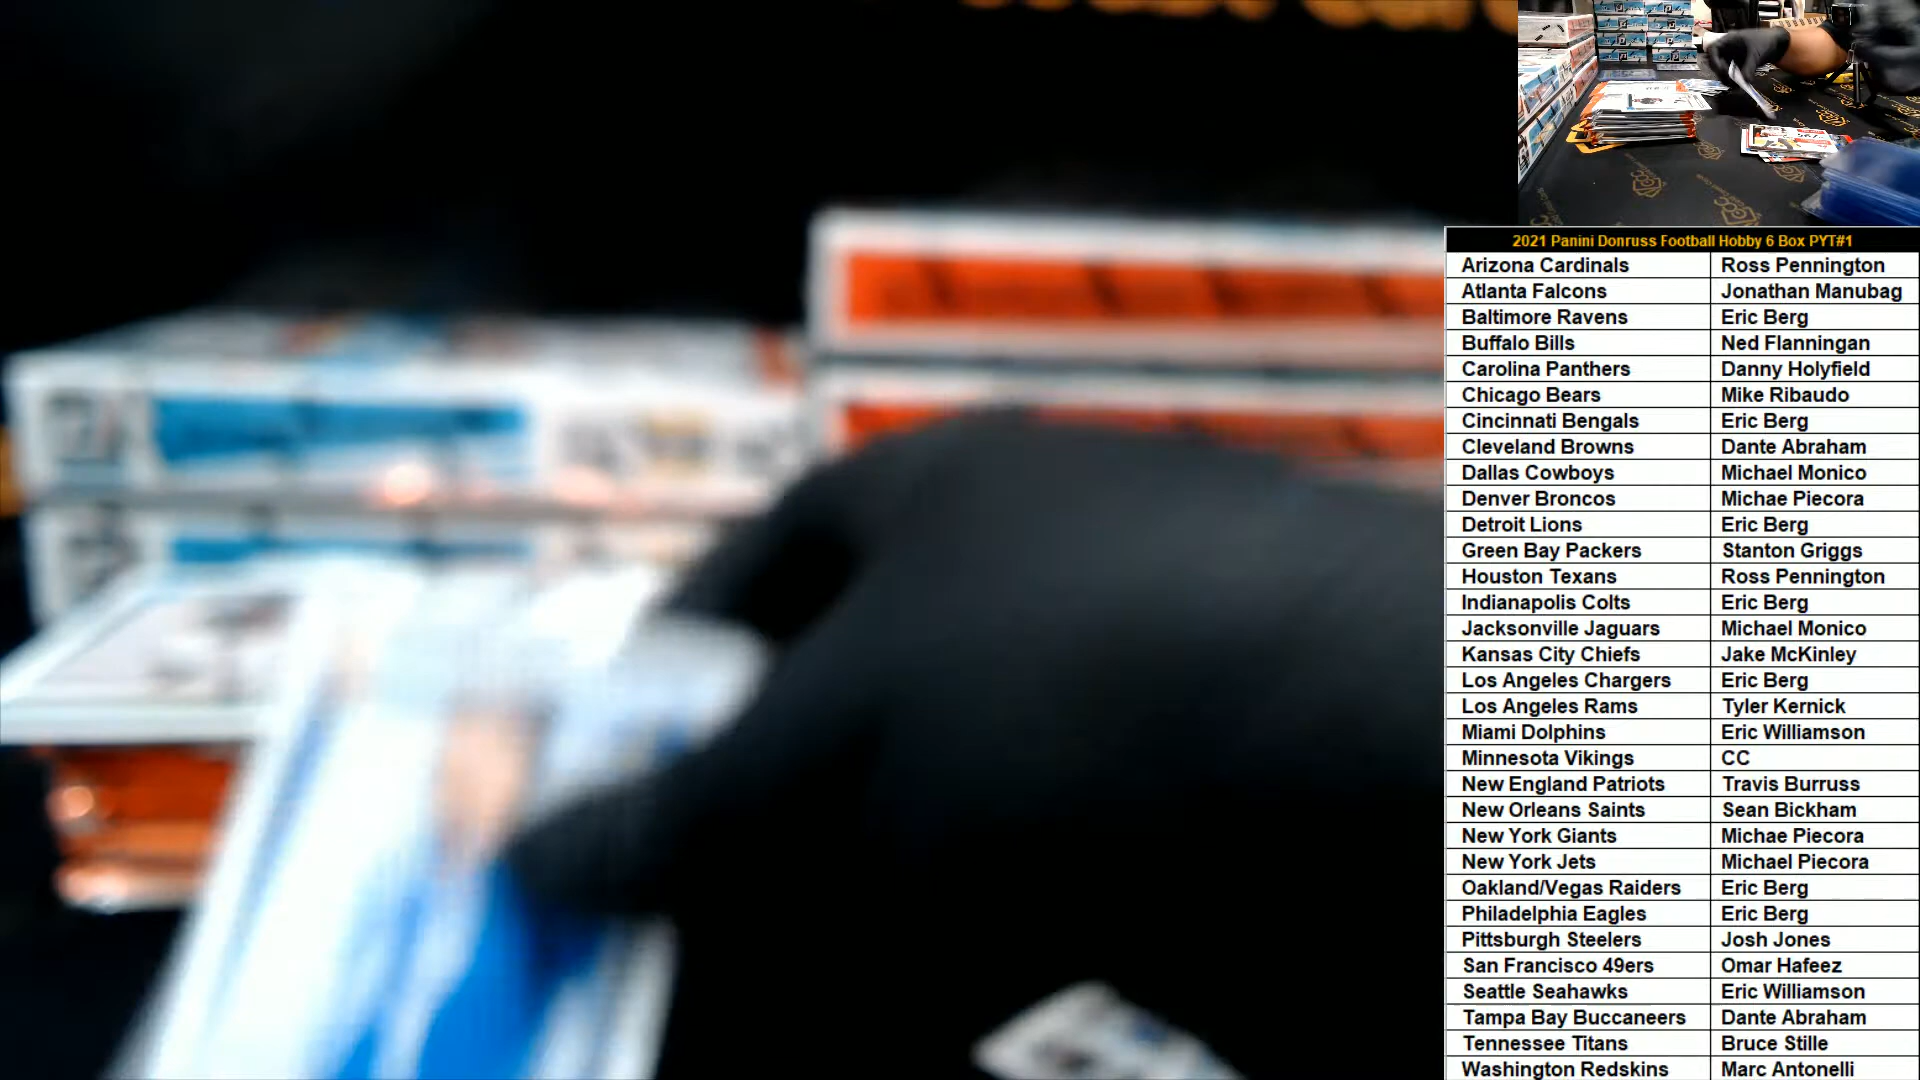 2021 Panini Donruss Football Hobby 6 Box PYT#1
Arizona Cardinals Ross Pennington
Atlanta Falcons Jonathan Manubag
Baltimore Ravens Eric Berg
Buffalo Bills Ned Flanningan
Carolina Panthers Danny Holyfield
Chicago Bears Mike Ribaudo
Cincinnati Bengals Eric Berg
Cleveland Browns Dante Abraham
Dallas Cowboys Michael Monico
Denver Broncos Michae Piecora
Detroit Lions Eric Berg
Green Bay Packers Stanton Griggs
Houston Texans Ross Pennington
Indianapolis Colts Eric Berg
Jacksonville Jaguars Michael Monico
Kansas City Chiefs Jake McKinley
Los Angeles Chargers Eric Berg
Los Angeles Rams Tyler Kernick
Miami Dolphins Eric Williamson
Minnesota Vikings CC
New England Patriots Travis Burruss
New Orleans Saints Sean Bickham
New York Giants Michae Piecora
New York Jets Michael Piecora
Oakland/Vegas Raiders Eric Berg
Philadelphia Eagles Eric Berg
Pittsburgh Steelers Josh Jones
San Francisco 49ers Omar Hafeez
Seattle Seahawks Eric Williamson
Tampa Bay Buccaneers Dante Abraham
Tennessee Titans Bruce Stille
Washington Redskins Marc Antonelli